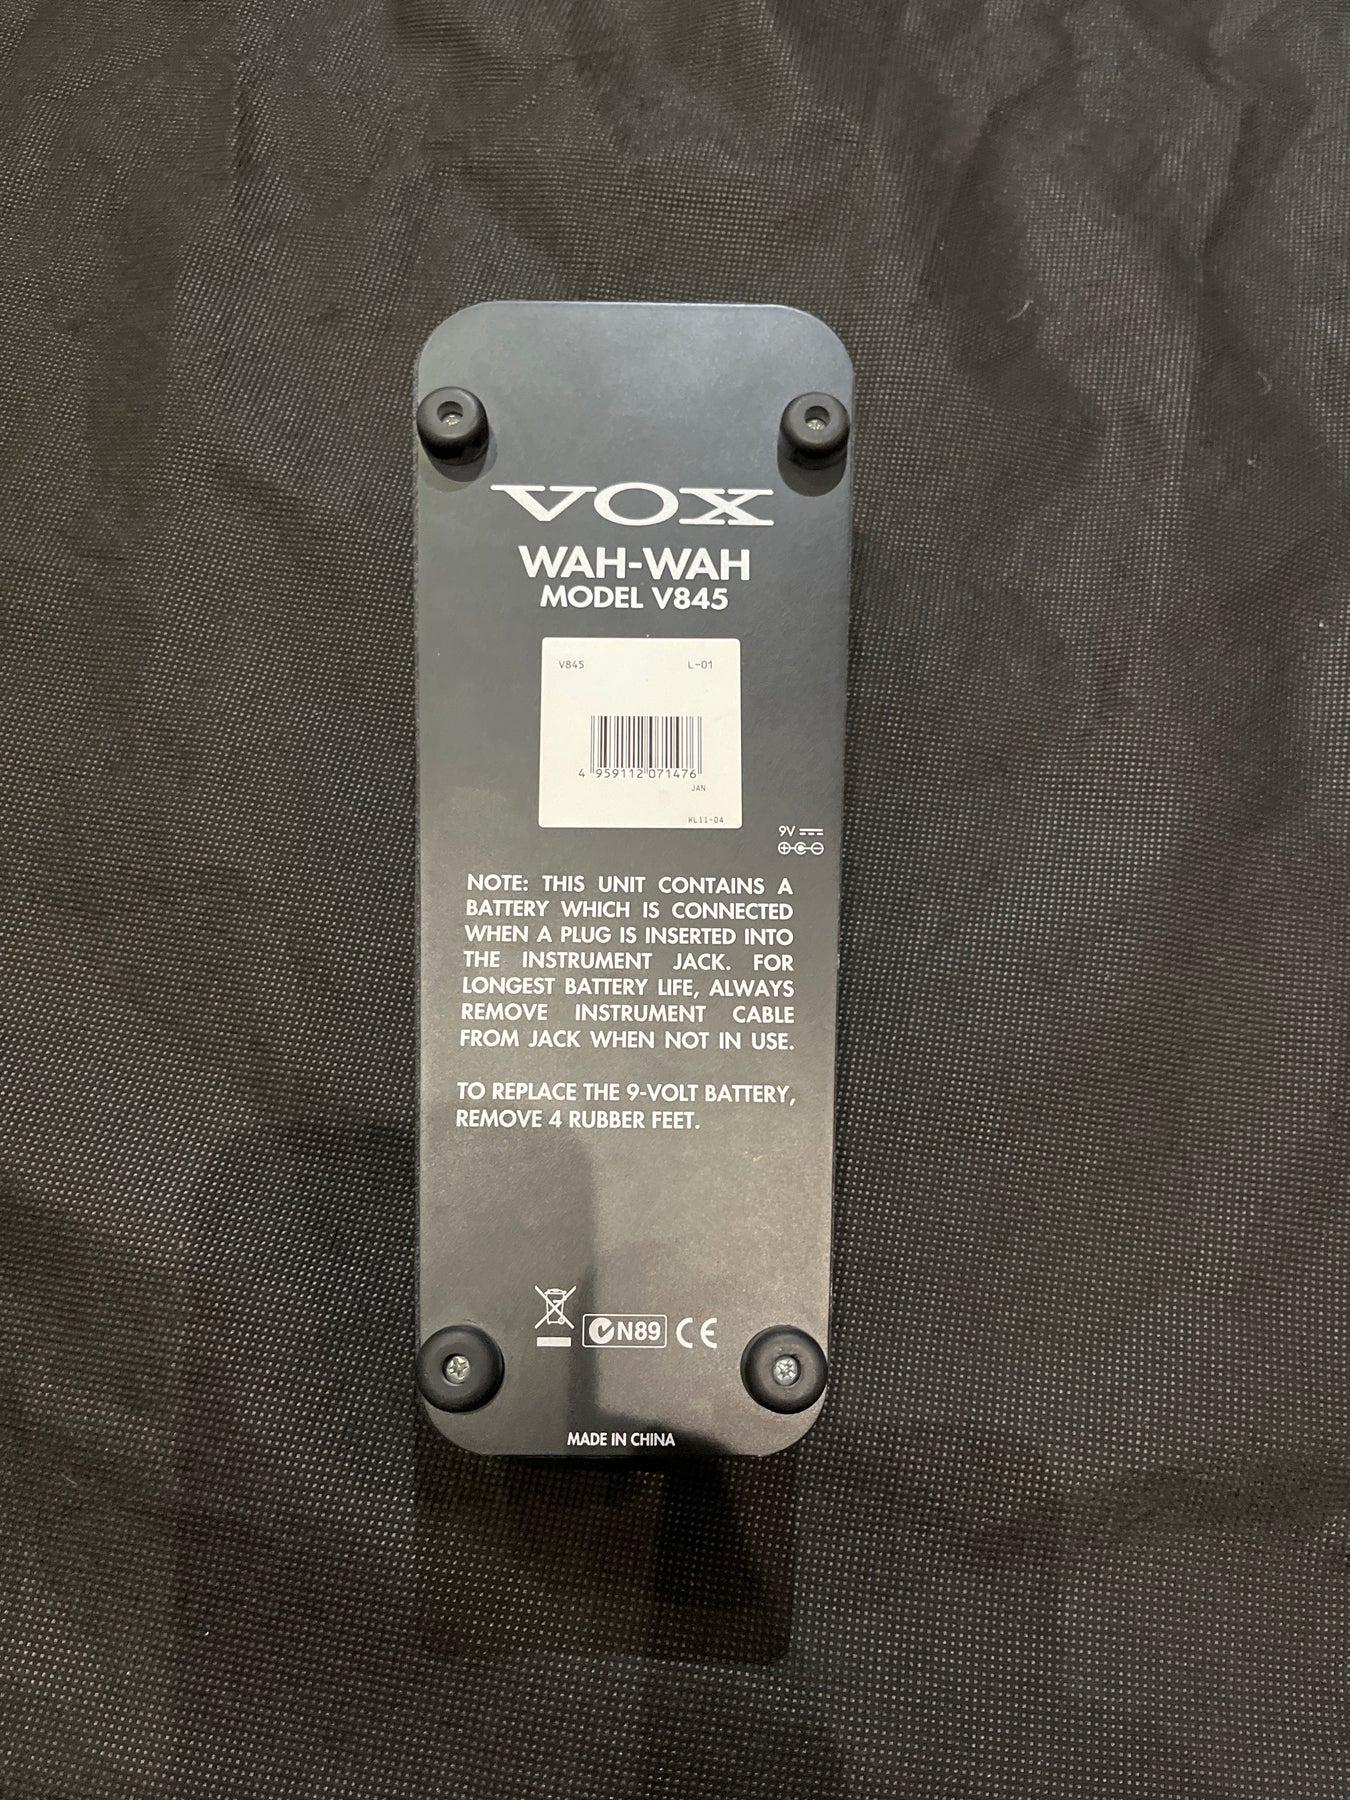 VOX
WAH-WAH
MODEL V845
V845 L-01
4 959112 071476
JAN
KL11-04
9V
NOTE: THIS UNIT CONTAINS A
BATTERY WHICH IS CONNECTED
WHEN A PLUG IS INSERTED INTO
THE INSTRUMENT JACK. FOR
LONGEST BATTERY LIFE, ALWAYS
REMOVE INSTRUMENT CABLE
FROM JACK WHEN NOT IN USE.
TO REPLACE THE 9-VOLT BATTERY,
REMOVE 4 RUBBER FEET.
N89 CE
MADE IN CHINA